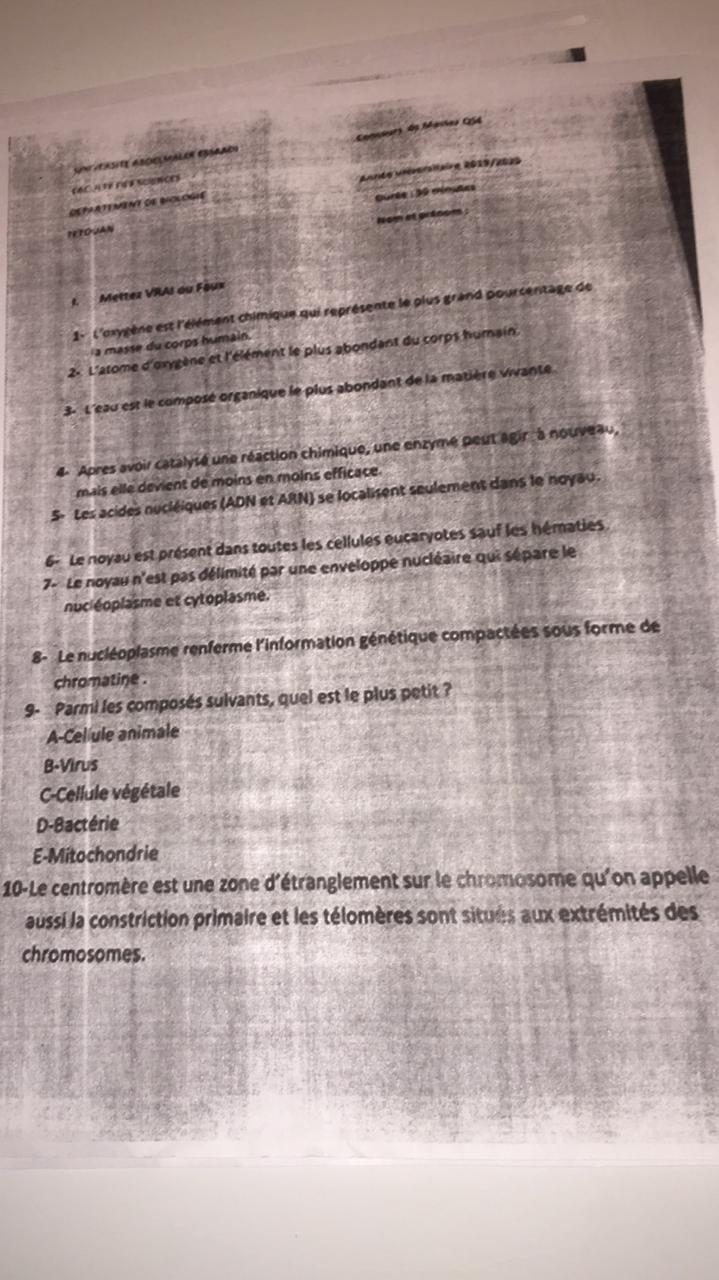 UNIVERSITE ABDELMALEK ESSAADI
FACULTE DES SCIENCES
DEPARTEMENT DE BIOLOGIE
TETOUAN
Concours de Master QSA
Année universitaire 2019/2020
Durée : 30 minutes
Nom et prénom :
I. Mettez VRAI ou Faux
1- L'oxygène est l'élément chimique qui représente le plus grand pourcentage de
la masse du corps humain.
2- L'atome d'oxygène et l'élément le plus abondant du corps humain.
3- L'eau est le composé organique le plus abondant de la matière vivante.
4- Apres avoir catalysé une réaction chimique, une enzyme peut agir à nouveau,
mais elle devient de moins en moins efficace.
5- Les acides nucléiques (ADN et ARN) se localisent seulement dans le noyau.
6- Le noyau est présent dans toutes les cellules eucaryotes sauf les hématies.
7- Le noyau n'est pas délimité par une enveloppe nucléaire qui sépare le
nucléoplasme et cytoplasme.
8- Le nucléoplasme renferme l'information génétique compactées sous forme de
chromatine .
9- Parmi les composés suivants, quel est le plus petit ?
A-Cellule animale
B-Virus
C-Cellule végétale
D-Bactérie
E-Mitochondrie
10-Le centromère est une zone d'étranglement sur le chromosome qu'on appelle
aussi la constriction primaire et les télomères sont situés aux extrémités des
chromosomes.